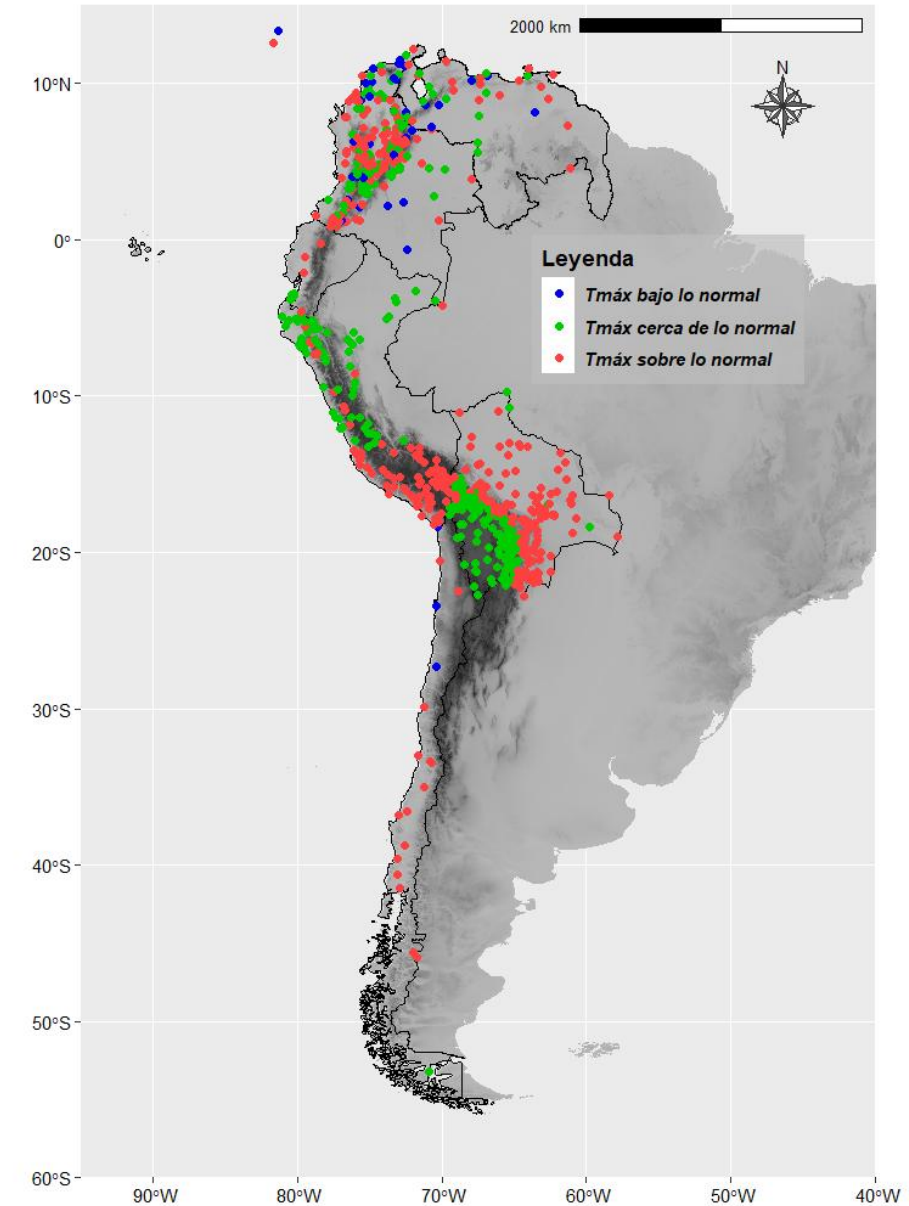 2000 km
N
10°N
0°
10°S
20°S
30°S
40°S
50°S
60°S
Leyenda
Tmáx bajo lo normal
Tmáx cerca de lo normal
Tmáx sobre lo normal
90°W
80°W
70°W
60°W
50°W
40°W